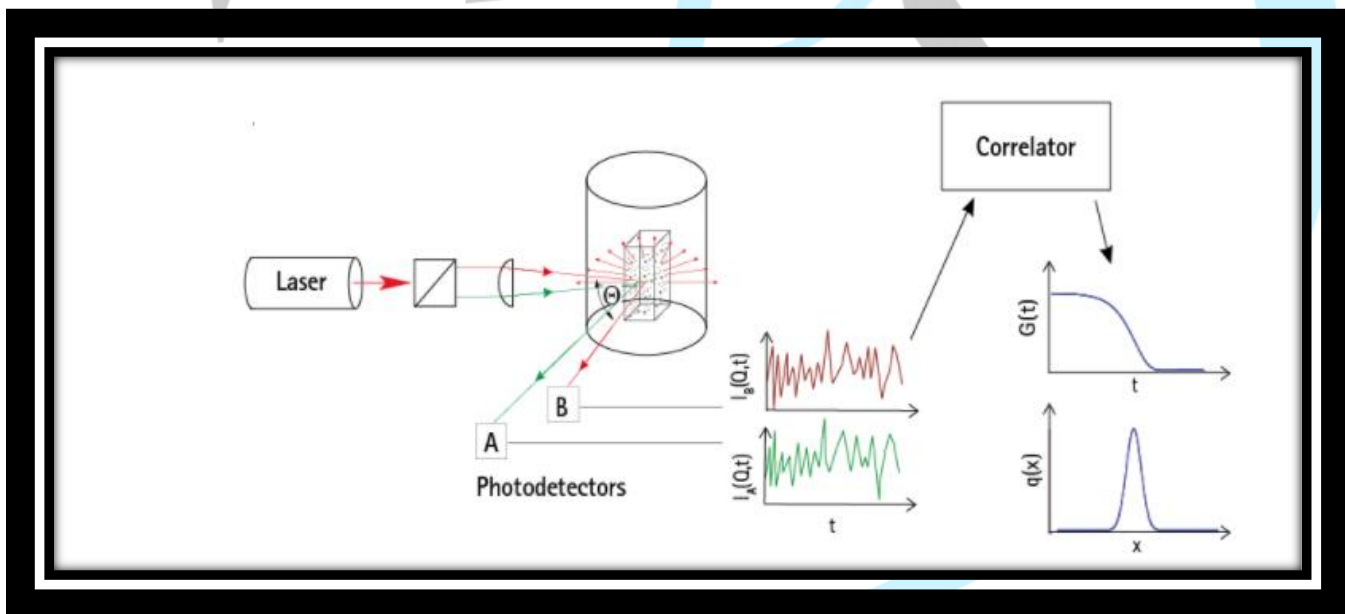 Correlator
Laser
Θ
G(t)
t
I_B(Q,t)
B
A
I_A(Q,t)
Photodetectors
t
q(x)
x